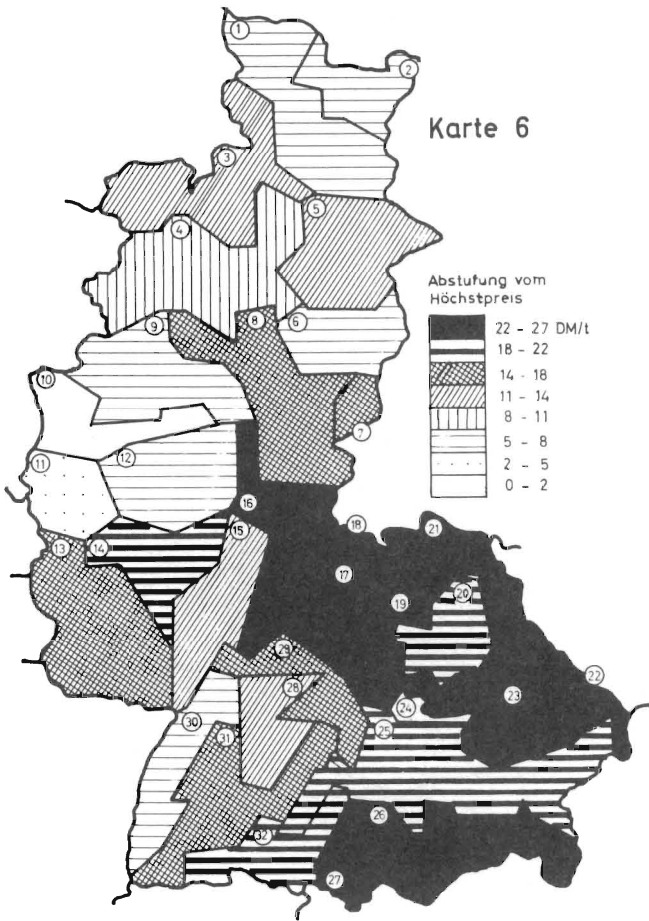 1
2
Karte 6
3
5
4
Abstufung vom
Höchstpreis
9
8
6
22 - 27 DM/t
18 - 22
14 - 18
11 - 14
8 - 11
5 - 8
2 - 5
0 - 2
10
7
11
12
16
13
14
15
18
21
17
19
20
29
28
22
23
24
30
31
25
26
32
27